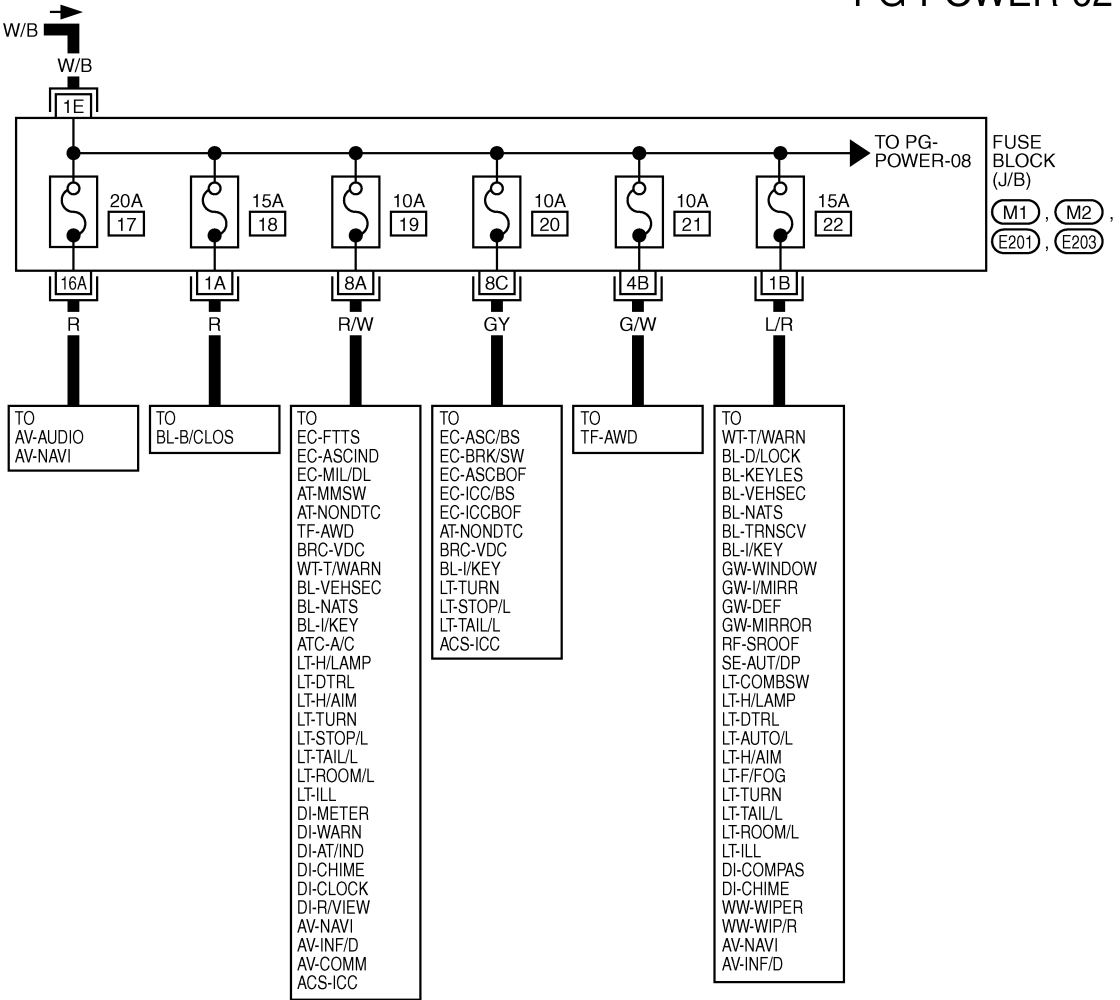 PG-POWER-02
W/B
W/B
1E
TO PG-
POWER-08
FUSE
BLOCK
(J/B)
M1 , M2 ,
E201 , E203
20A
17
15A
18
10A
19
10A
20
10A
21
15A
22
16A
1A
8A
8C
4B
1B
R
R
R/W
GY
G/W
L/R
TO
AV-AUDIO
AV-NAVI
TO
BL-B/CLOS
TO
EC-FTTS
EC-ASCIND
EC-MIL/DL
AT-MMSW
AT-NONDTC
TF-AWD
BRC-VDC
WT-T/WARN
BL-VEHSEC
BL-NATS
BL-I/KEY
ATC-A/C
LT-H/LAMP
LT-DTRL
LT-H/AIM
LT-TURN
LT-STOP/L
LT-TAIL/L
LT-ROOM/L
LT-ILL
DI-METER
DI-WARN
DI-AT/IND
DI-CHIME
DI-CLOCK
DI-R/VIEW
AV-NAVI
AV-INF/D
AV-COMM
ACS-ICC
TO
EC-ASC/BS
EC-BRK/SW
EC-ASCBOF
EC-ICC/BS
EC-ICCBOF
AT-NONDTC
BRC-VDC
BL-I/KEY
LT-TURN
LT-STOP/L
LT-TAIL/L
ACS-ICC
TO
TF-AWD
TO
WT-T/WARN
BL-D/LOCK
BL-KEYLES
BL-VEHSEC
BL-NATS
BL-TRNSCV
BL-I/KEY
GW-WINDOW
GW-I/MIRR
GW-DEF
GW-MIRROR
RF-SROOF
SE-AUT/DP
LT-COMBSW
LT-H/LAMP
LT-DTRL
LT-AUTO/L
LT-H/AIM
LT-F/FOG
LT-TURN
LT-TAIL/L
LT-ROOM/L
LT-ILL
DI-COMPAS
DI-CHIME
WW-WIPER
WW-WIP/R
AV-NAVI
AV-INF/D